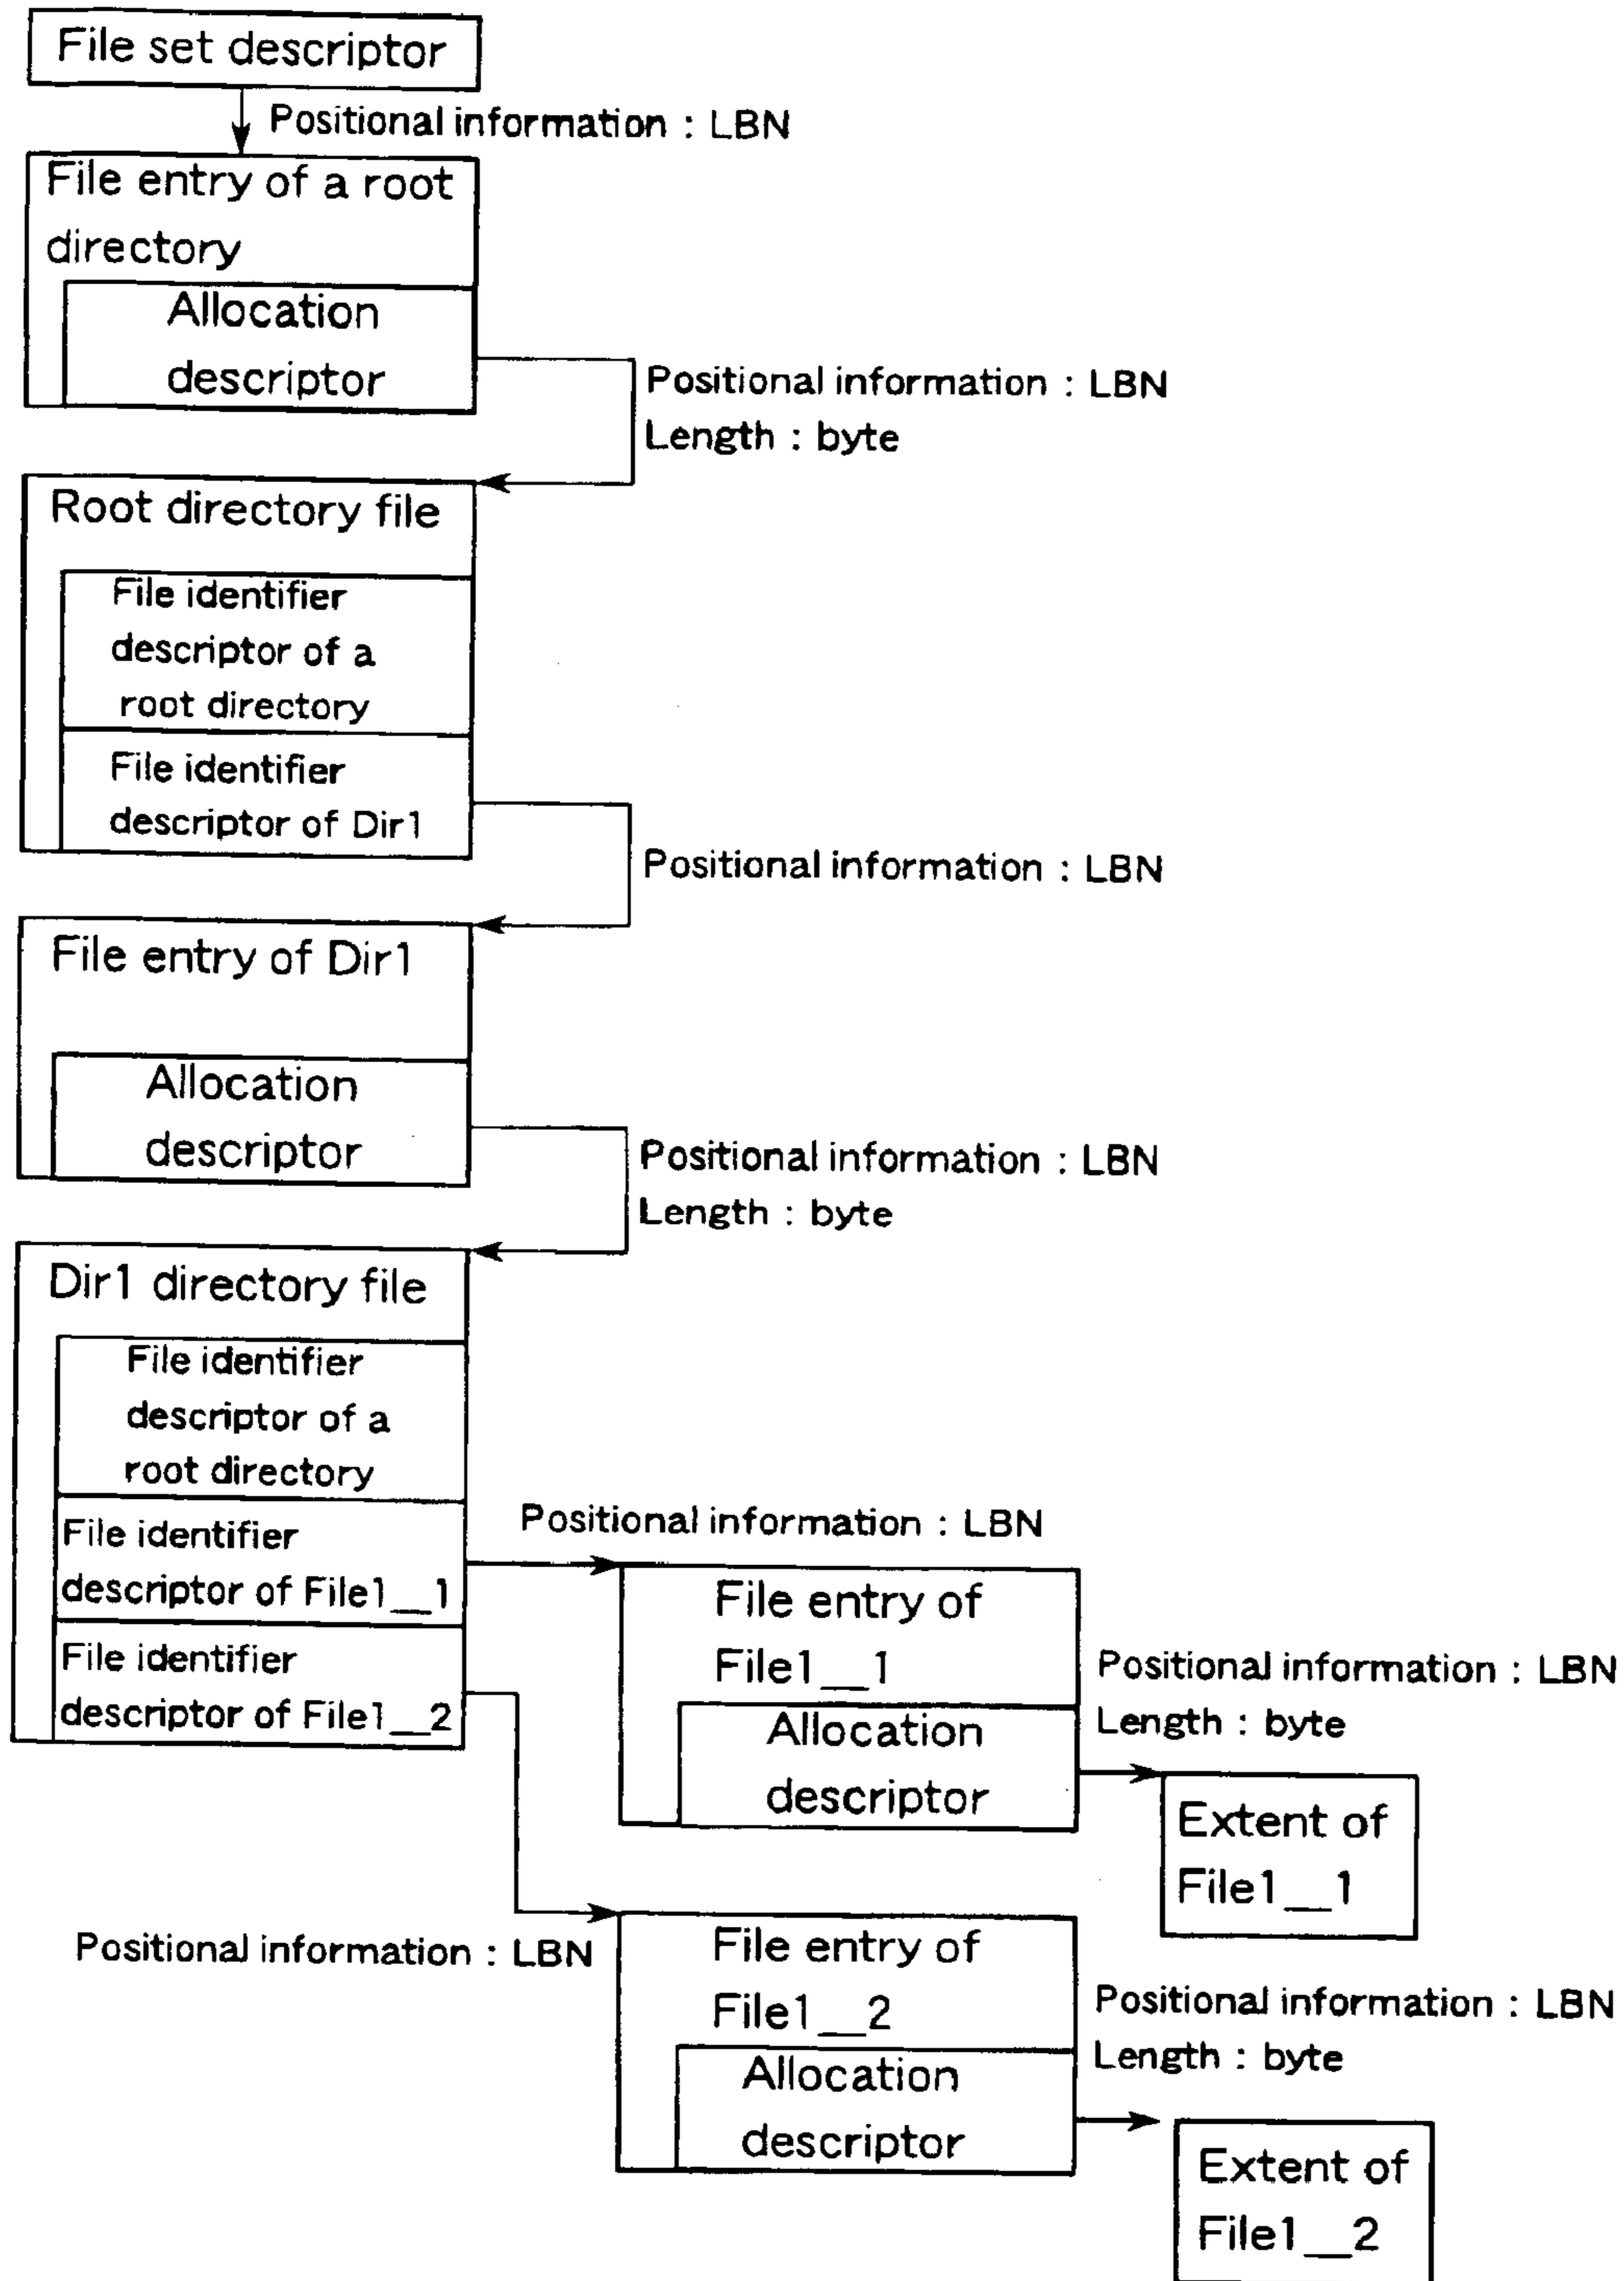 File set descriptor
Positional information : LBN
File entry of a root
directory
Allocation
descriptor
Positional information : LBN
Length : byte
Root directory file
File identifier
descriptor of a
root directory
File identifier
descriptor of Dir1
Positional information : LBN
File entry of Dir1
Allocation
descriptor
Positional information : LBN
Length : byte
Dir1 directory file
File identifier
descriptor of a
root directory
File identifier
descriptor of File1__1
File identifier
descriptor of File1__2
Positional information : LBN
File entry of
File1__1
Allocation
descriptor
Positional information : LBN
Length : byte
Extent of
File1__1
Positional information : LBN
File entry of
File1__2
Allocation
descriptor
Positional information : LBN
Length : byte
Extent of
File1__2